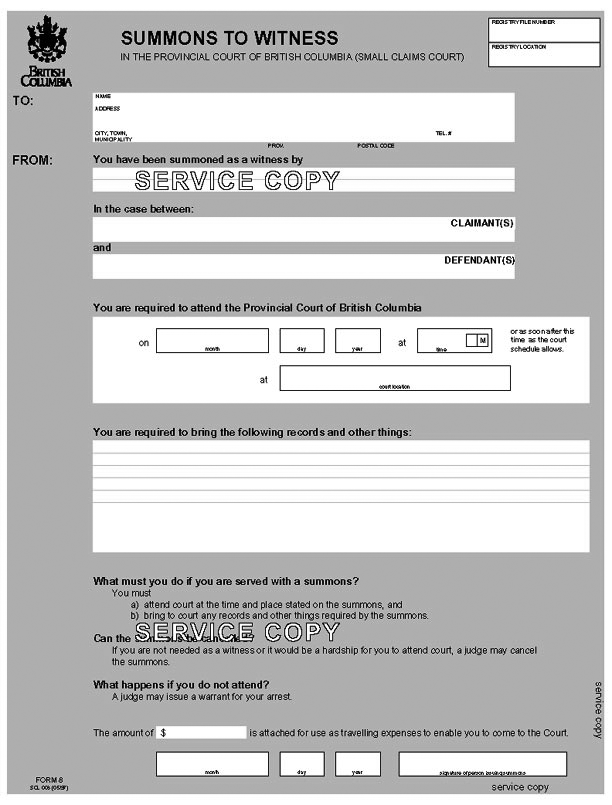 REGISTRY FILE NUMBER
REGISTRY LOCATION
SUMMONS TO WITNESS
IN THE PROVINCIAL COURT OF BRITISH COLUMBIA (SMALL CLAIMS COURT)
BRITISH
COLUMBIA
TO:
NAME
ADDRESS
CITY, TOWN,
MUNICIPALITY
TEL. #
PROV.
POSTAL CODE
FROM:
You have been summoned as a witness by
SERVICE COPY
In the case between:
CLAIMANT(S)
and
DEFENDANT(S)
You are required to attend the Provincial Court of British Columbia
on
month
day
year
at
time
M
or as soon after this
time as the court
schedule allows.
at
court location
You are required to bring the following records and other things:
What must you do if you are served with a summons?
You must
a) attend court at the time and place stated on the summons, and
b) bring to court any records and other things required by the summons.
SERVICE COPY
Can the
If you are not needed as a witness or it would be a hardship for you to attend court, a judge may cancel
the summons.
What happens if you do not attend?
A judge may issue a warrant for your arrest.
service copy
The amount of $ is attached for use as travelling expenses to enable you to come to the Court.
month
day
year
signature of person issuing summons
FORM 8
SCL
service copy